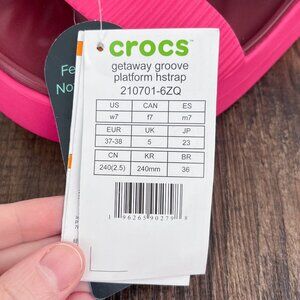 crocs™
getaway groove
platform hstrap
210701-6ZQ
US CAN ES
w7 f7 m7
EUR UK JP
37-38 5 23
CN KR BR
240(2.5) 240mm 36
Fe
No